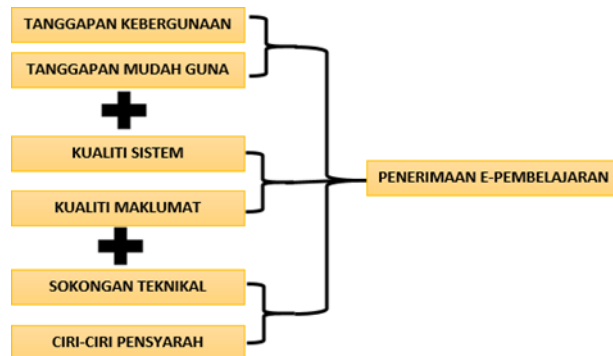 TANGGAPAN KEBERGUNAAN
TANGGAPAN MUDAH GUNA
KUALITI SISTEM
KUALITI MAKLUMAT
SOKONGAN TEKNIKAL
CIRI-CIRI PENSYARAH
PENERIMAAN E-PEMBELAJARAN